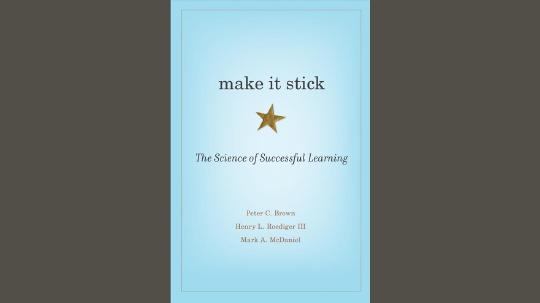 make it stick
The Science of Successful Learning
Peter C. Brown
Henry L. Roediger III
Mark A. McDaniel